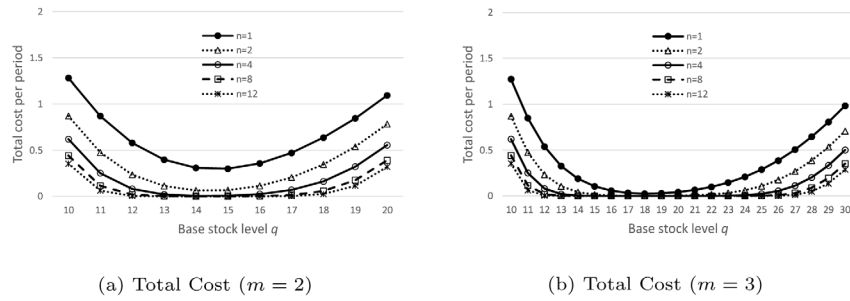 2
1.5
1
0.5
0
Total cost per period
n=1
n=2
n=4
n=8
n=12
10 11 12 13 14 15 16 17 18 19 20
Base stock level q
(a) Total Cost (m = 2)
2
1.5
1
0.5
0
Total cost per period
n=1
n=2
n=4
n=8
n=12
10 11 12 13 14 15 16 17 18 19 20 21 22 23 24 25 26 27 28 29 30
Base stock level q
(b) Total Cost (m = 3)